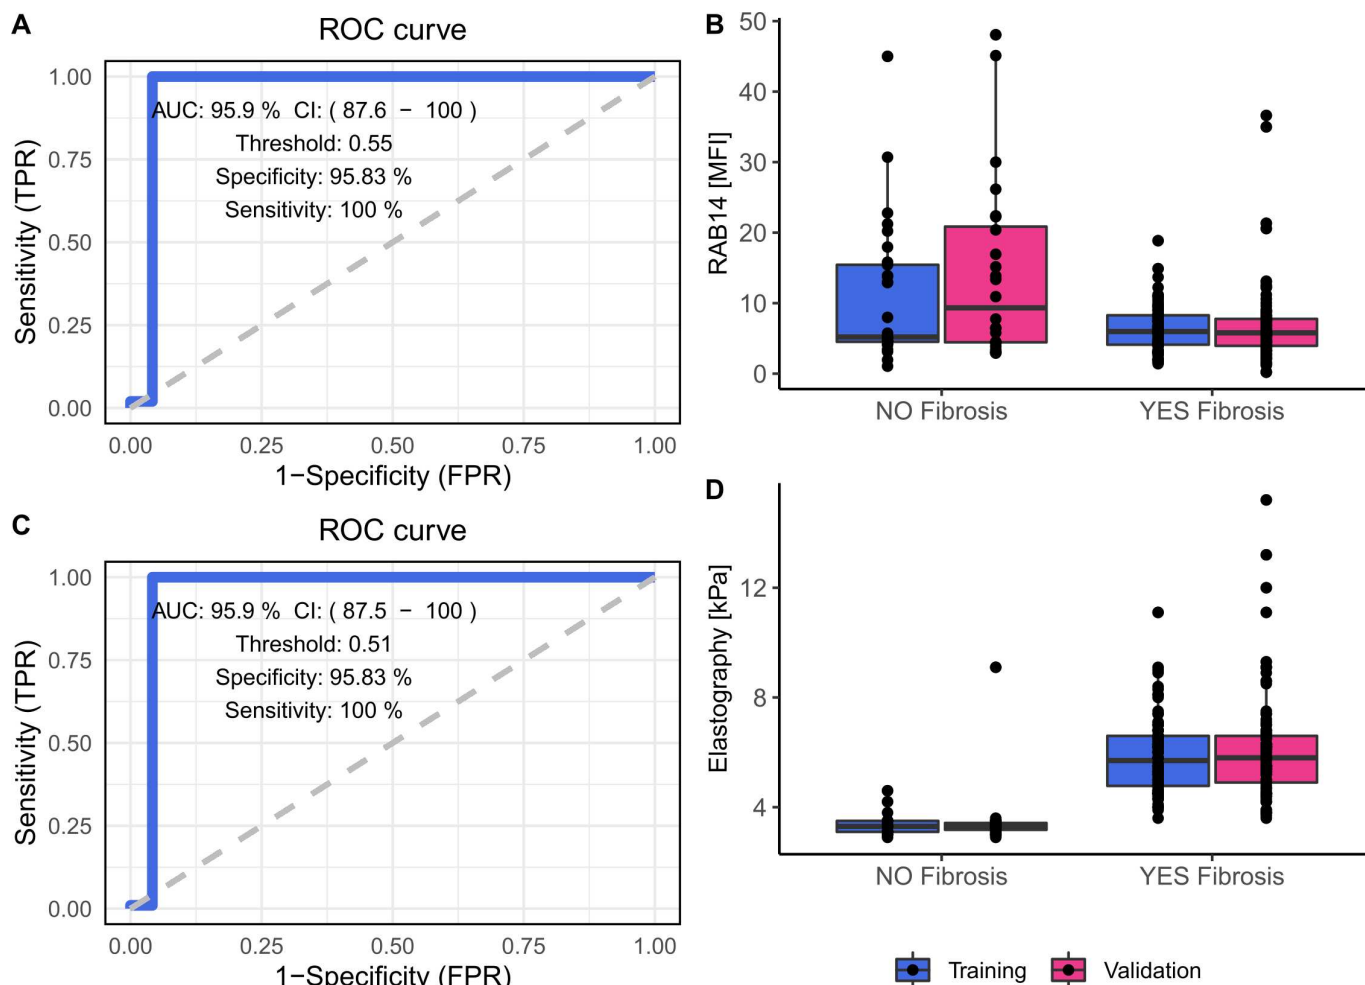 A
ROC curve
1.00
0.75
0.50
0.25
0.00
Sensitivity (TPR)
AUC: 95.9 % CI: ( 87.6 − 100 )
Threshold: 0.55
Specificity: 95.83 %
Sensitivity: 100 %
0.00 0.25 0.50 0.75 1.00
1−Specificity (FPR)
B
50
40
30
20
10
0
RAB14 [MFI]
NO Fibrosis YES Fibrosis
C
ROC curve
1.00
0.75
0.50
0.25
0.00
Sensitivity (TPR)
AUC: 95.9 % CI: ( 87.5 − 100 )
Threshold: 0.51
Specificity: 95.83 %
Sensitivity: 100 %
0.00 0.25 0.50 0.75 1.00
1−Specificity (FPR)
D
12
8
4
Elastography [kPa]
NO Fibrosis YES Fibrosis
Training Validation